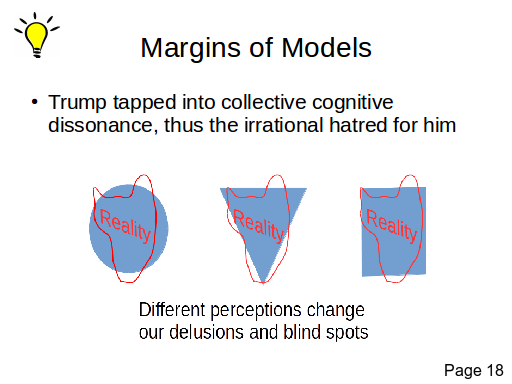 Margins of Models
• Trump tapped into collective cognitive
dissonance, thus the irrational hatred for him
Reality Reality Reality
Different perceptions change
our delusions and blind spots
Page 18